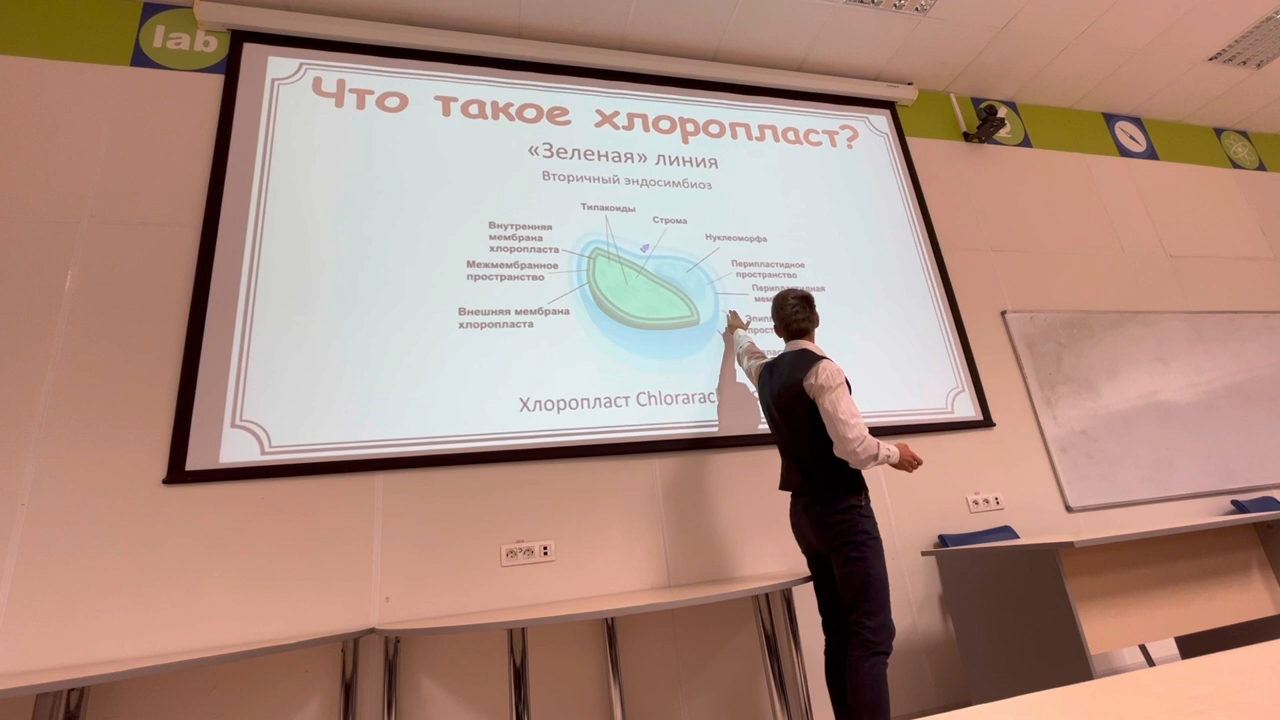 lab
Что такое хлоропласт?
«Зеленая» линия
Вторичный эндосимбиоз
Тилакоиды
Строма
Внутренняя
мембрана
хлоропласта
Нуклеоморфа
Межмембранное
пространство
Перипластидное
пространство
Внешняя мембрана
хлоропласта
Хлоропласт